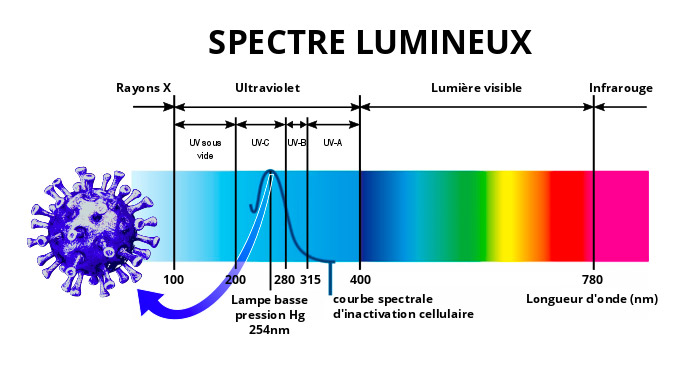 SPECTRE LUMINEUX
Rayons X
Ultraviolet
Lumière visible
Infrarouge
UV sous
vide
UV-C
UV-B
UV-A
100
200
280
315
400
780
Lampe basse
pression Hg
254nm
courbe spectrale
d'inactivation cellulaire
Longueur d'onde (nm)